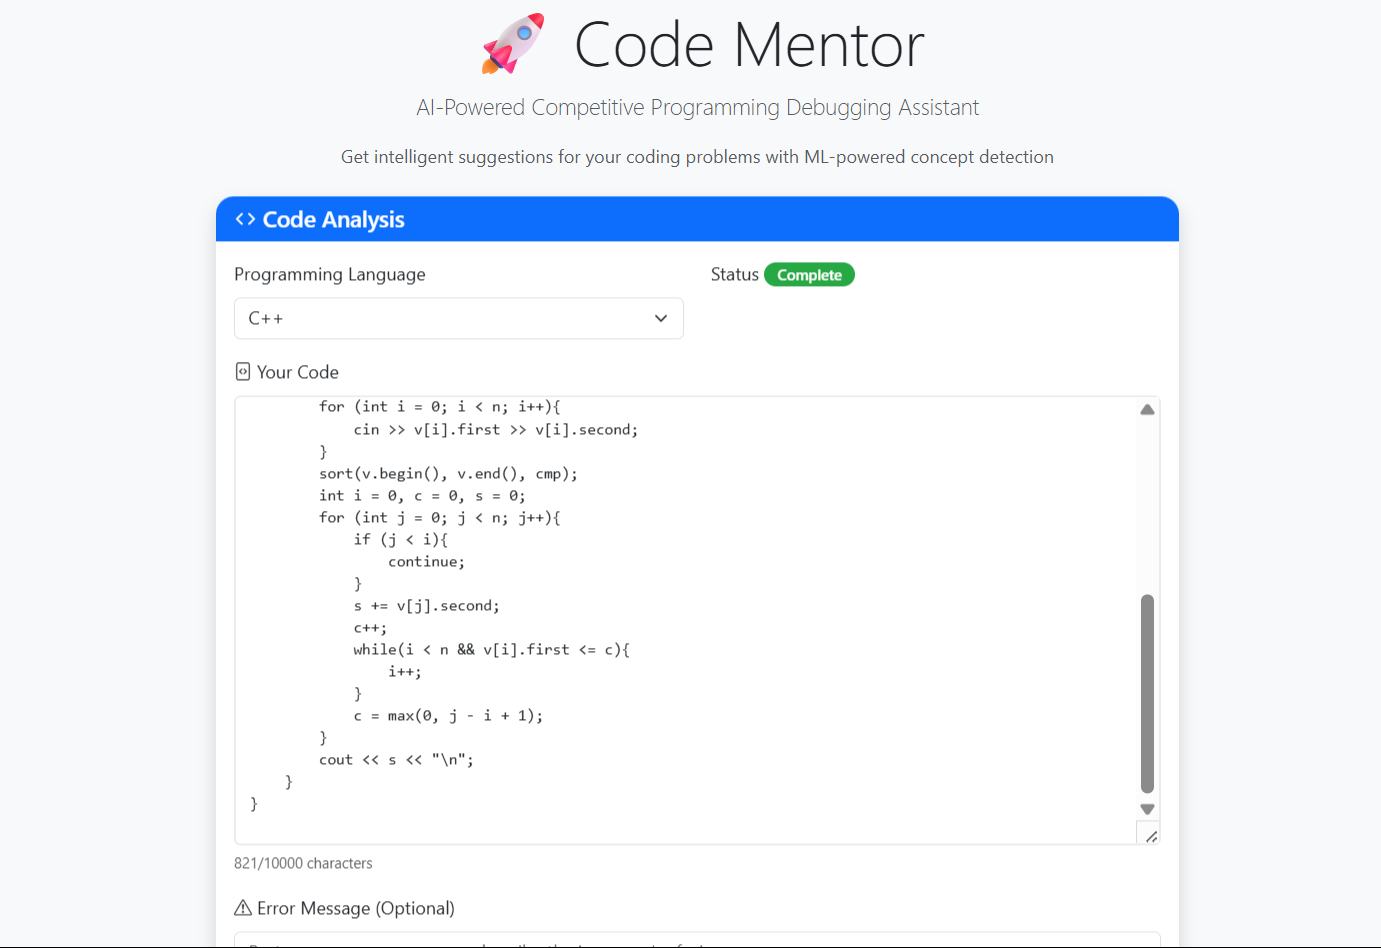 Code Mentor
AI-Powered Competitive Programming Debugging Assistant
Get intelligent suggestions for your coding problems with ML-powered concept detection
<> Code Analysis
Programming Language
Status Complete
C++
Your Code
for (int i = 0; i < n; i++){
cin >> v[i].first >> v[i].second;
}
sort(v.begin(), v.end(), cmp);
int i = 0, c = 0, s = 0;
for (int j = 0; j < n; j++){
if (j < i){
continue;
}
s += v[j].second;
c++;
while(i < n && v[i].first <= c){
i++;
}
c = max(0, j - i + 1);
}
cout << s << "\n";
}
}
821/10000 characters
Error Message (Optional)